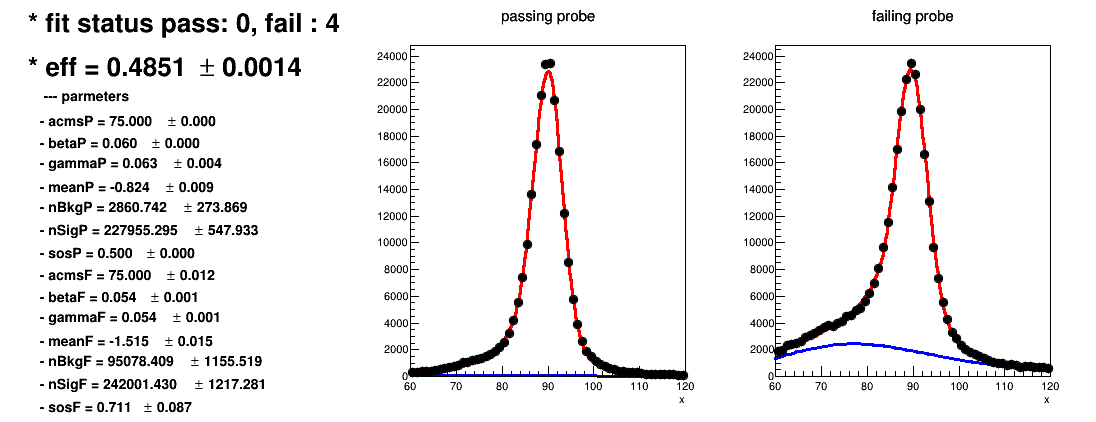 * fit status pass: 0, fail : 4
* eff = 0.4851 ± 0.0014
--- parmeters
- acmsP = 75.000 ± 0.000
- betaP = 0.060 ± 0.000
- gammaP = 0.063 ± 0.004
- meanP = -0.824 ± 0.009
- nBkgP = 2860.742 ± 273.869
- nSigP = 227955.295 ± 547.933
- sosP = 0.500 ± 0.000
- acmsF = 75.000 ± 0.012
- betaF = 0.054 ± 0.001
- gammaF = 0.054 ± 0.001
- meanF = -1.515 ± 0.015
- nBkgF = 95078.409 ± 1155.519
- nSigF = 242001.430 ± 1217.281
- sosF = 0.711 ± 0.087
passing probe
24000
22000
20000
18000
16000
14000
12000
10000
8000
6000
4000
2000
0
60 70 80 90 100 110 120
x
failing probe
24000
22000
20000
18000
16000
14000
12000
10000
8000
6000
4000
2000
0
60 70 80 90 100 110 120
x